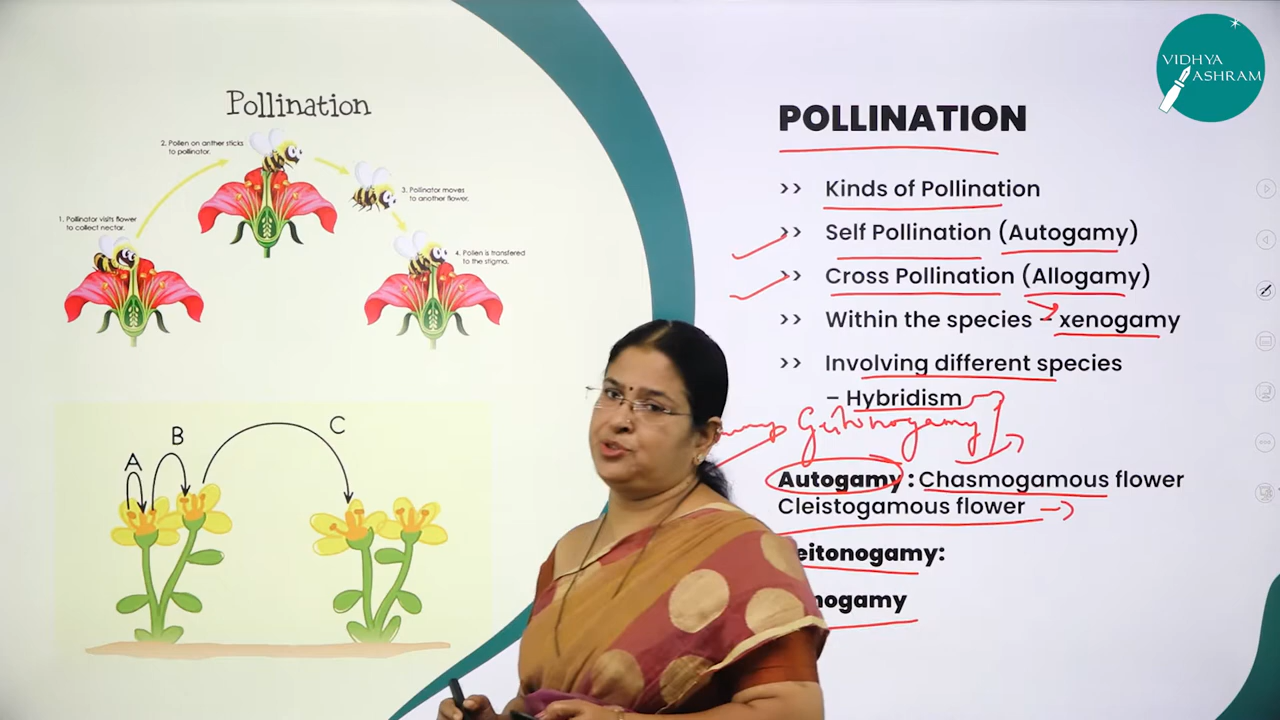 Pollination
2. Pollen on anther sticks
to pollinator.
3. Pollinator moves
to another flower.
1. Pollinator visits flower
to collect nectar.
4. Pollen is transfered
to the stigma.
A
B
C
VIDHYA
ASHRAM
POLLINATION
>> Kinds of Pollination
>> Self Pollination (Autogamy)
>> Cross Pollination (Allogamy)
>> Within the species - xenogamy
>> Involving different species
– Hybridism
Geitonogamy
Autogamy : Chasmogamous flower
Cleistogamous flower
eitonogamy:
nogamy